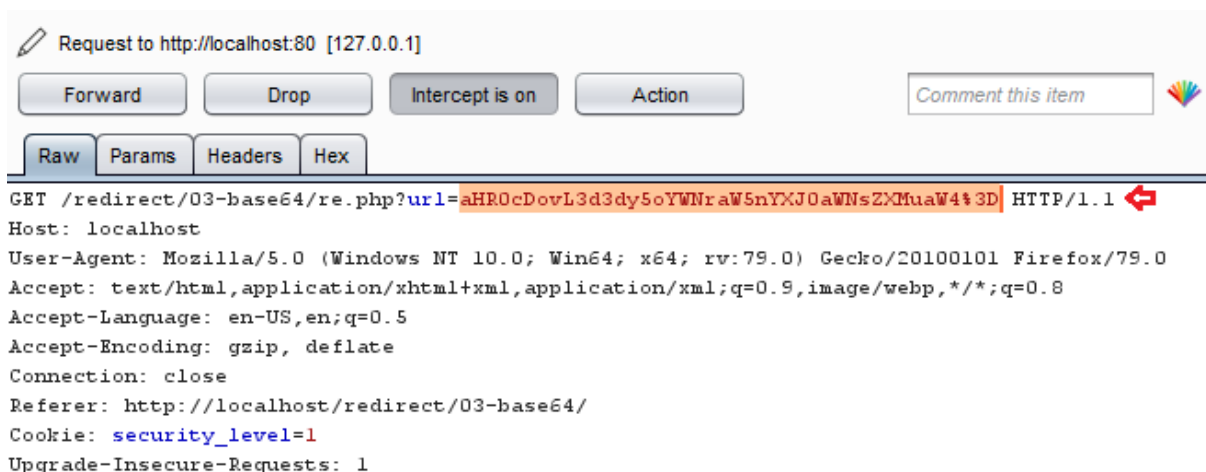 Request to http://localhost:80 [127.0.0.1]
Forward Drop Intercept is on Action Comment this item
Raw Params Headers Hex
GET /redirect/03-base64/re.php?url=aHR0cDovL3d3dy5oYWNraW5nYXJ0aWNsZXMuaW4%3D HTTP/1.1
Host: localhost
User-Agent: Mozilla/5.0 (Windows NT 10.0; Win64; x64; rv:79.0) Gecko/20100101 Firefox/79.0
Accept: text/html,application/xhtml+xml,application/xml;q=0.9,image/webp,*/*;q=0.8
Accept-Language: en-US,en;q=0.5
Accept-Encoding: gzip, deflate
Connection: close
Referer: http://localhost/redirect/03-base64/
Cookie: security_level=1
Upgrade-Insecure-Requests: 1